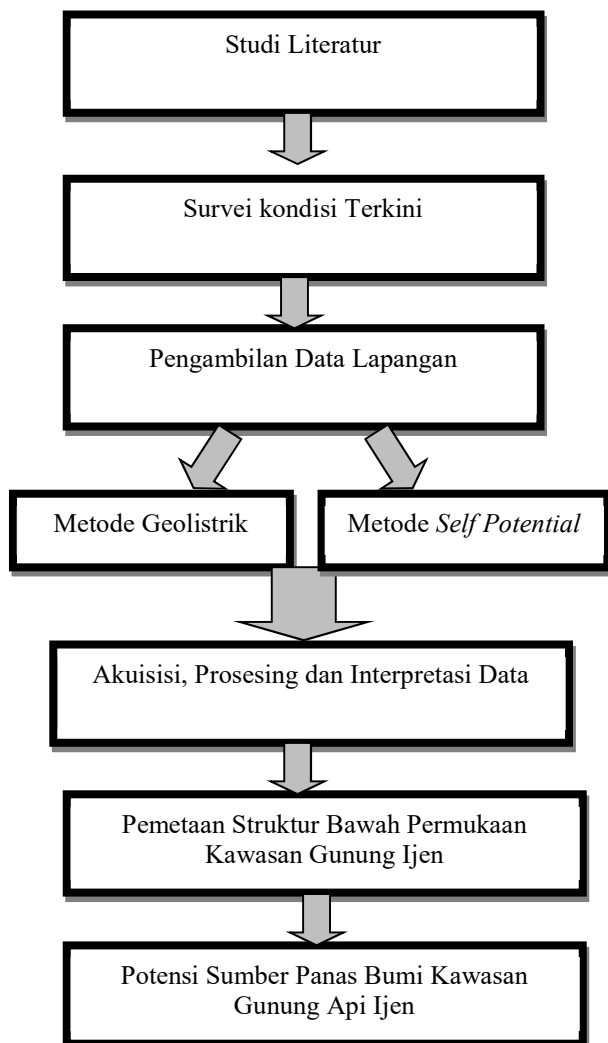 Studi Literatur
Survei kondisi Terkini
Pengambilan Data Lapangan
Metode Geolistrik
Metode Self Potential
Akuisisi, Prosesing dan Interpretasi Data
Pemetaan Struktur Bawah Permukaan
Kawasan Gunung Ijen
Potensi Sumber Panas Bumi Kawasan
Gunung Api Ijen